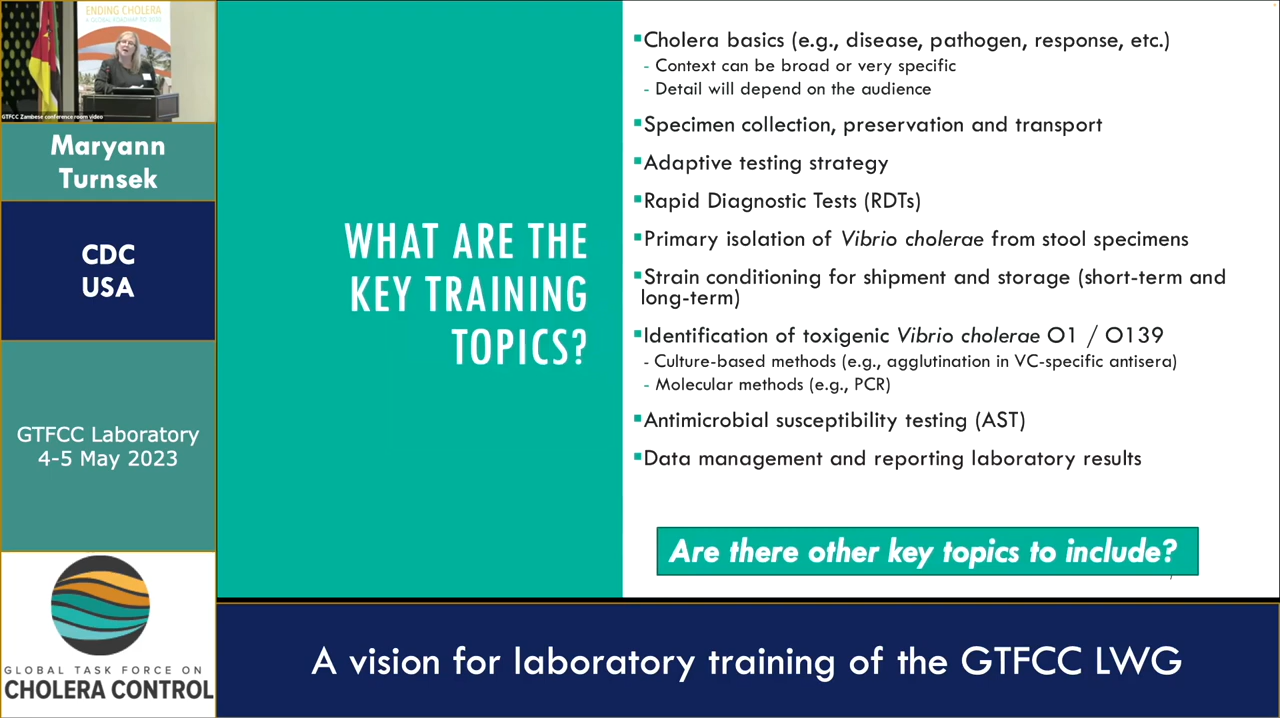 ENDING CHOLERA
A GLOBAL ROADMAP TO 2030
GTFCC Zambese conference room video
Maryann
Turnsek
CDC
USA
GTFCC Laboratory
4-5 May 2023
GLOBAL TASK FORCE ON
CHOLERA CONTROL
WHAT ARE THE
KEY TRAINING
TOPICS?
▪Cholera basics (e.g., disease, pathogen, response, etc.)
- Context can be broad or very specific
- Detail will depend on the audience
▪Specimen collection, preservation and transport
▪Adaptive testing strategy
▪Rapid Diagnostic Tests (RDTs)
▪Primary isolation of Vibrio cholerae from stool specimens
▪Strain conditioning for shipment and storage (short-term and
long-term)
▪Identification of toxigenic Vibrio cholerae O1 / O139
- Culture-based methods (e.g., agglutination in VC-specific antisera)
- Molecular methods (e.g., PCR)
▪Antimicrobial susceptibility testing (AST)
▪Data management and reporting laboratory results
Are there other key topics to include?
A vision for laboratory training of the GTFCC LWG